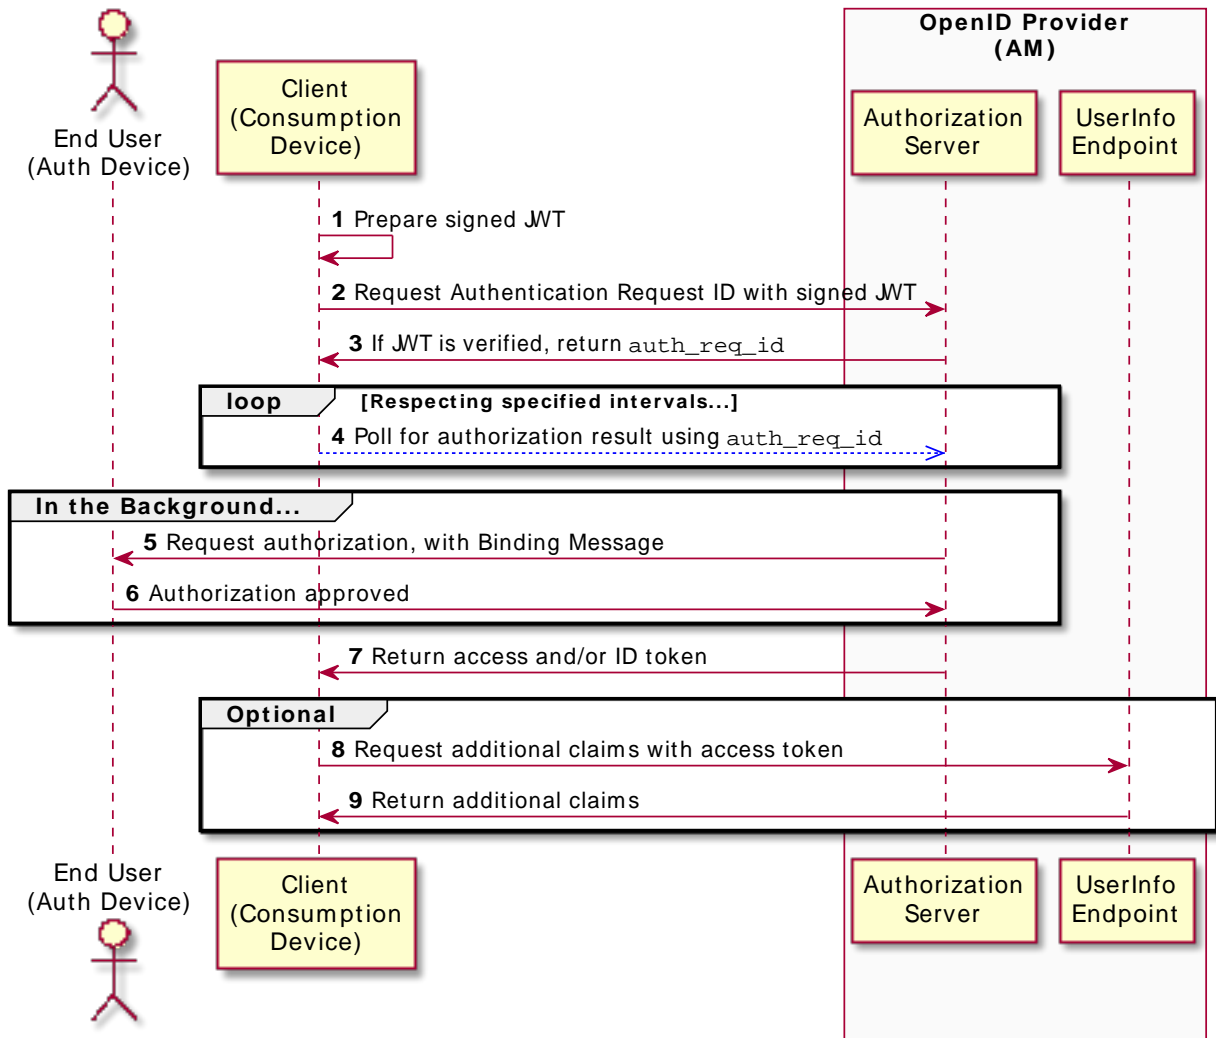 OpenID Provider
(AM)
End User
(Auth Device)
Client
(Consumption
Device)
Authorization
Server
UserInfo
Endpoint
1 Prepare signed JWT
2 Request Authentication Request ID with signed JWT
3 If JWT is verified, return auth_req_id
loop [Respecting specified intervals...]
4 Poll for authorization result using auth_req_id
In the Background...
5 Request authorization, with Binding Message
6 Authorization approved
7 Return access and/or ID token
Optional
8 Request additional claims with access token
9 Return additional claims
End User
(Auth Device)
Client
(Consumption
Device)
Authorization
Server
UserInfo
Endpoint